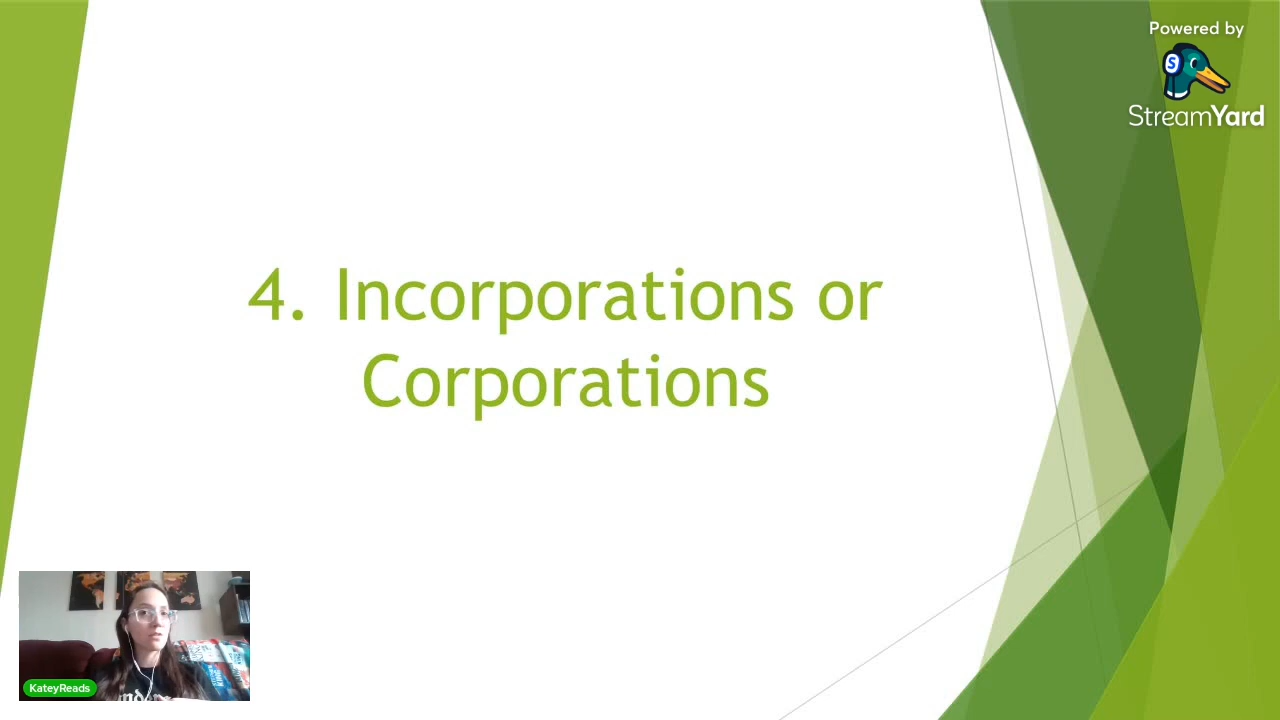 Powered by
S
StreamYard
4. Incorporations or
Corporations
KateyReads